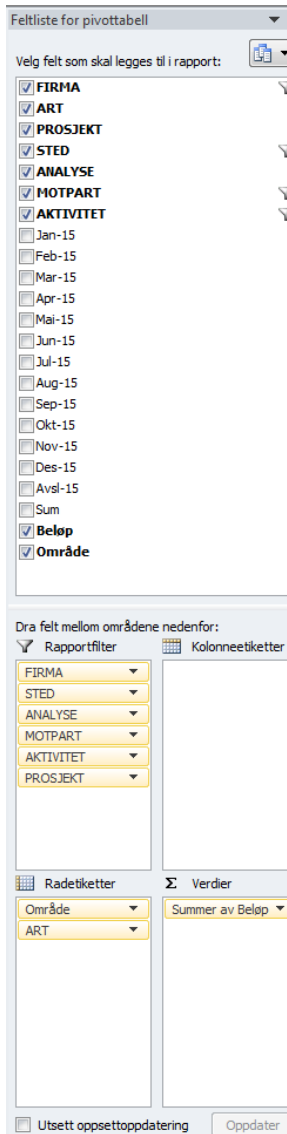 Feltliste for pivottabell
Velg felt som skal legges til i rapport:
FIRMA
ART
PROSJEKT
STED
ANALYSE
MOTPART
AKTIVITET
Jan-15
Feb-15
Mar-15
Apr-15
Mai-15
Jun-15
Jul-15
Aug-15
Sep-15
Okt-15
Nov-15
Des-15
Avsl-15
Sum
Beløp
Område
Dra felt mellom områdene nedenfor:
Rapportfilter
FIRMA
STED
ANALYSE
MOTPART
AKTIVITET
PROSJEKT
Kolonneetiketter
Radetiketter
Område
ART
Σ Verdier
Summer av Beløp
Utsett oppsettoppdatering Oppdater